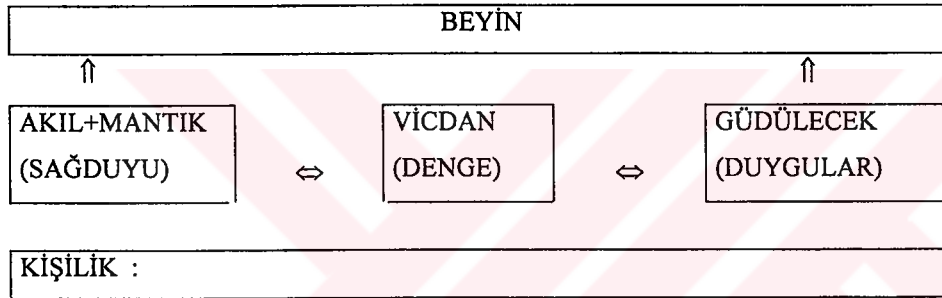 BEYİN
⇑ ⇑
AKIL+MANTIK VİCDAN GÜDÜLECEK
(SAĞDUYU) ⇔ (DENGE) ⇔ (DUYGULAR)
KİŞİLİK :